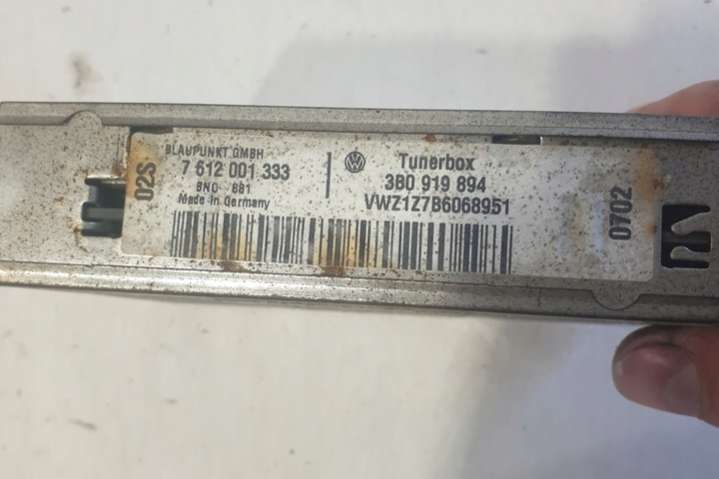 02S
BLAUPUNKT GMBH
7 612 001 333
BNO 881
Made in Germany
Tunerbox
3B0 919 894
VWZ1Z7B6068951
0702